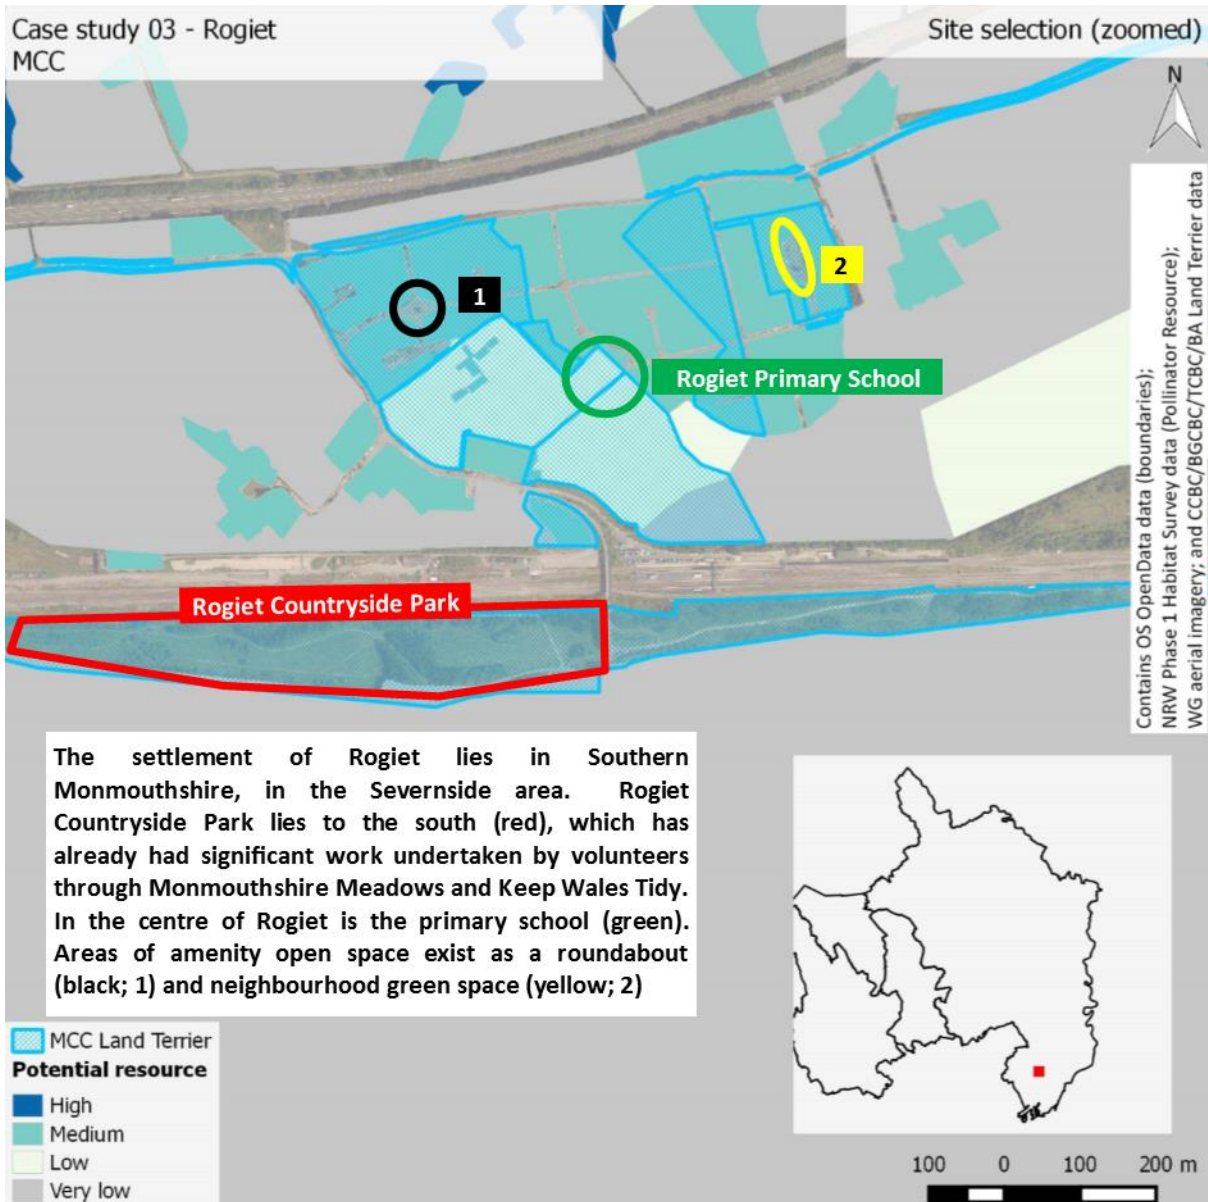 Case study 03 - Rogiet
MCC
Site selection (zoomed)
N
1
2
Rogiet Primary School
Rogiet Countryside Park
Contains OS OpenData data (boundaries);
NRW Phase 1 Habitat Survey data (Pollinator Resource);
WG aerial imagery; and CCBC/BGCBC/TCBC/BA Land Terrier data
The settlement of Rogiet lies in Southern
Monmouthshire, in the Severnside area. Rogiet
Countryside Park lies to the south (red), which has
already had significant work undertaken by volunteers
through Monmouthshire Meadows and Keep Wales Tidy.
In the centre of Rogiet is the primary school (green).
Areas of amenity open space exist as a roundabout
(black; 1) and neighbourhood green space (yellow; 2)
MCC Land Terrier
Potential resource
High
Medium
Low
Very low
100 0 100 200 m